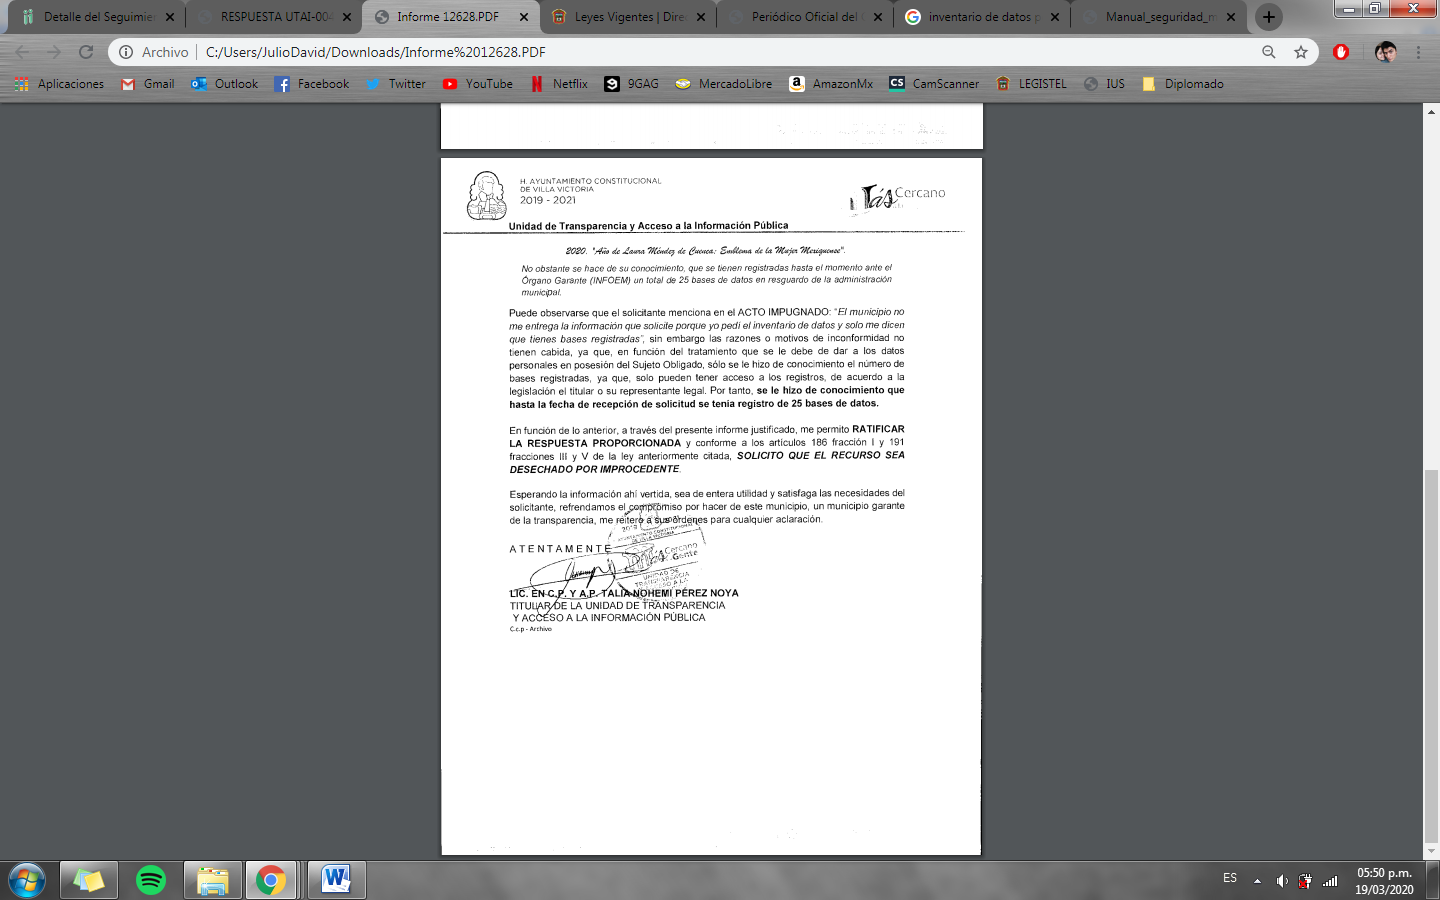 Detalle del Seguimie
RESPUESTA UTAI-00
Informe 12628.PDF
Leyes Vigentes | Dire
Periódico Oficial del
inventario de datos p
Manual_seguridad_m
Archivo
C:/Users/JulioDavid/Downloads/Informe%2012628.PDF
Aplicaciones
Gmail
Outlook
Facebook
Twitter
YouTube
Netflix
9GAG
MercadoLibre
AmazonMx
CamScanner
LEGISTEL
IUS
Diplomado
H. AYUNTAMIENTO CONSTITUCIONAL
DE VILLA VICTORIA
2019 - 2021
Cercano
Unidad de Transparencia y Acceso a la Información Pública
2020. "Año de Laura Méndez de Cuenca; Emblema de la Mujer Mexiquense".
No obstante se hace de su conocimiento, que se tienen registradas hasta el momento ante el
Órgano Garante (INFOEM) un total de 25 bases de datos en resguardo de la administración
municipal.
Puede observarse que el solicitante menciona en el ACTO IMPUGNADO: "El municipio no
me entrega la información que solicite porque yo pedi el inventario de datos y solo me dicen
que tienes bases registradas", sin embargo las razones o motivos de inconformidad no
tienen cabida, ya que, en función del tratamiento que se le debe de dar a los datos
personales en posesión del Sujeto Obligado, sólo se le hizo de conocimiento el número de
bases registradas, ya que, solo pueden tener acceso a los registros, de acuerdo a la
legislación el titular o su representante legal. Por tanto, se le hizo de conocimiento que
hasta la fecha de recepción de solicitud se tenia registro de 25 bases de datos.
En función de lo anterior, a través del presente informe justificado, me permito RATIFICAR
LA RESPUESTA PROPORCIONADA y conforme a los artículos 186 fracción I y 191
fracciones III y V de la ley anteriormente citada, SOLICITO QUE EL RECURSO SEA
DESECHADO POR IMPROCEDENTE.
Esperando la información ahí vertida, sea de entera utilidad y satisfaga las necesidades del
solicitante, refrendamos el compromiso por hacer de este municipio, un municipio garante
de la transparencia, me reitero a sus órdenes para cualquier aclaración.
A T E N T A M E N T E
AYUNTAMIENTO CONSTITUCIONAL
DE VILLA VICTORIA
Cercano
Gente
UNIDAD DE
TRANSPARENCIA
LIC. EN C.P. Y A.P. TALIA NOHEMI PÉREZ NOYA
TITULAR DE LA UNIDAD DE TRANSPARENCIA
Y ACCESO A LA INFORMACIÓN PÚBLICA
C.c.p - Archivo
ES
05:50 p.m.
19/03/2020